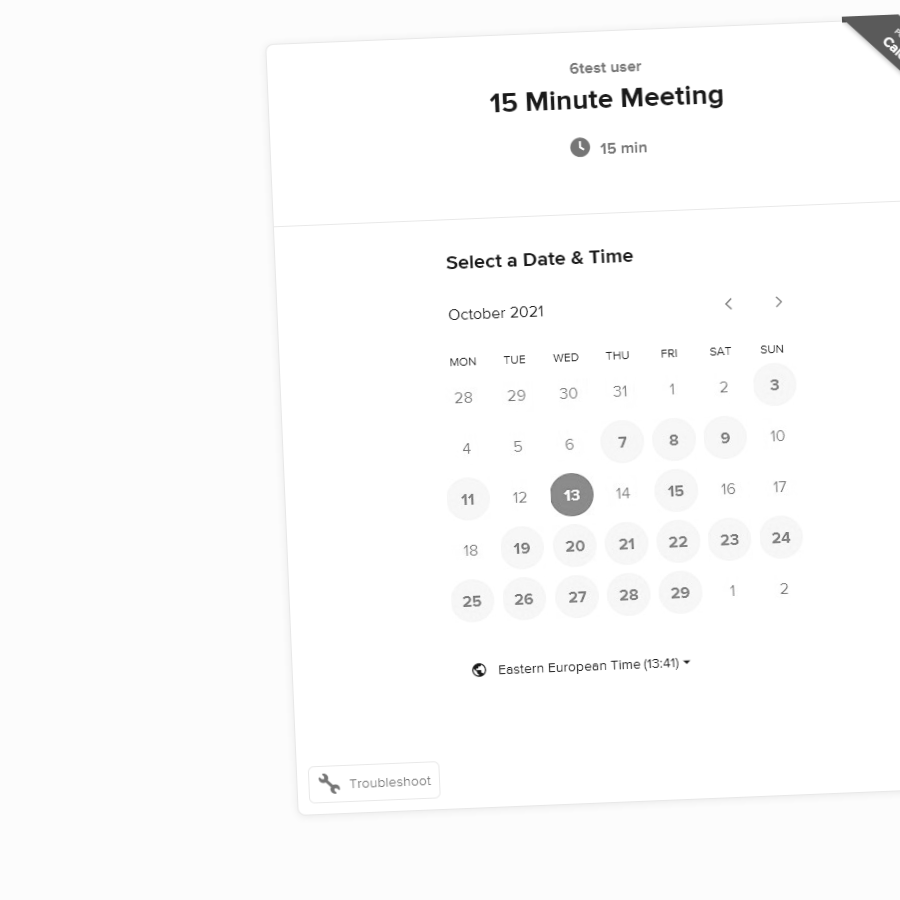 6test user
15 Minute Meeting
15 min
Select a Date & Time
October 2021
MON TUE WED THU FRI SAT SUN
28 29 30 31 1 2 3
4 5 6 7 8 9 10
11 12 13 14 15 16 17
18 19 20 21 22 23 24
25 26 27 28 29 1 2
Eastern European Time (13:41)
Troubleshoot